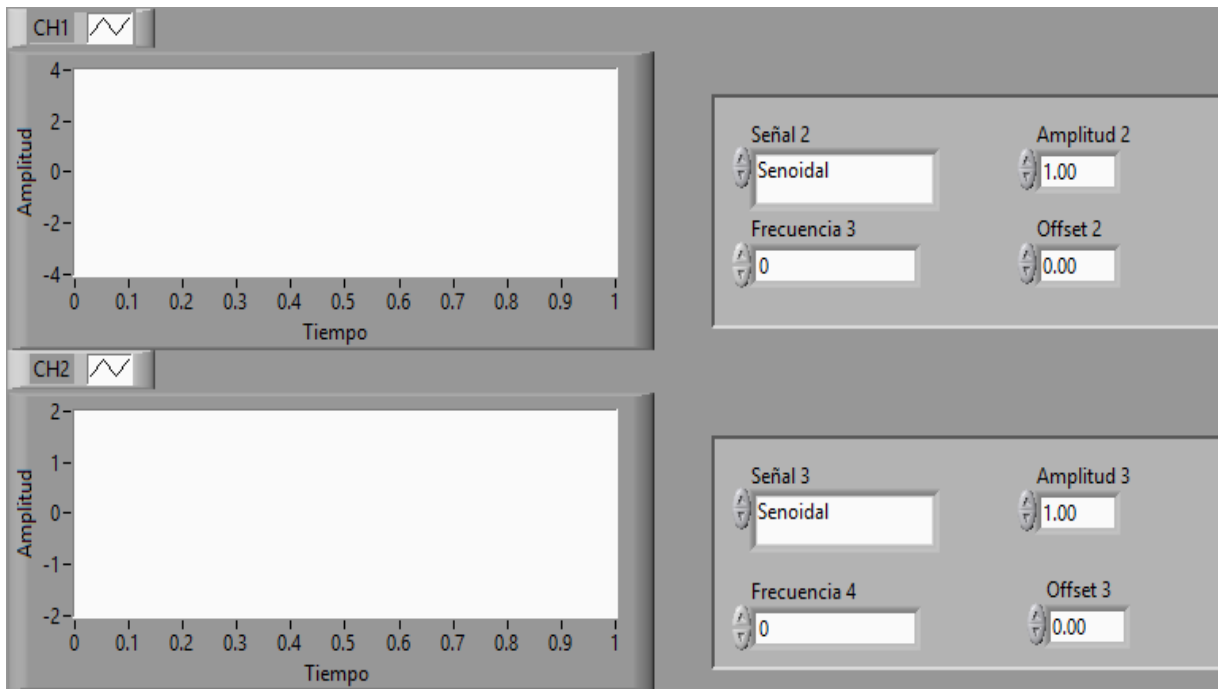 CH1
4
2
0
-2
-4
Amplitud
0 0.1 0.2 0.3 0.4 0.5 0.6 0.7 0.8 0.9 1
Tiempo
Señal 2
Senoidal
Amplitud 2
1.00
Frecuencia 3
0
Offset 2
0.00
CH2
2
1
0
-1
-2
Amplitud
0 0.1 0.2 0.3 0.4 0.5 0.6 0.7 0.8 0.9 1
Tiempo
Señal 3
Senoidal
Amplitud 3
1.00
Frecuencia 4
0
Offset 3
0.00